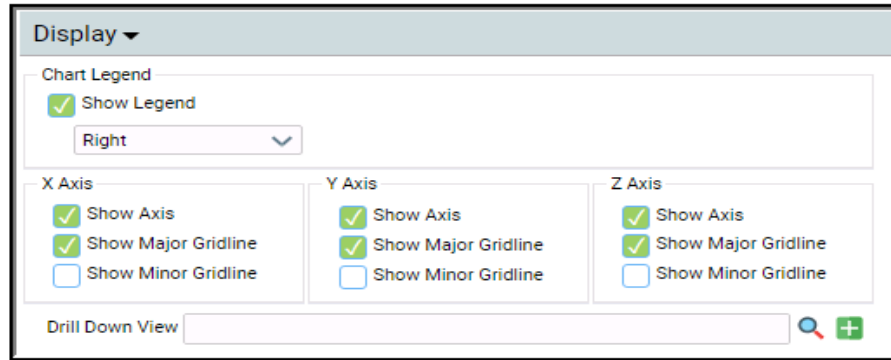 Display
Chart Legend
Show Legend
Right
X Axis
Show Axis
Show Major Gridline
Show Minor Gridline
Y Axis
Show Axis
Show Major Gridline
Show Minor Gridline
Z Axis
Show Axis
Show Major Gridline
Show Minor Gridline
Drill Down View